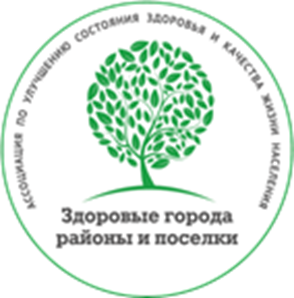 АССОЦИАЦИЯ ПО УЛУЧШЕНИЮ СОСТОЯНИЯ ЗДОРОВЬЯ И КАЧЕСТВА ЖИЗНИ НАСЕЛЕНИЯ
Здоровые города
районы и поселки